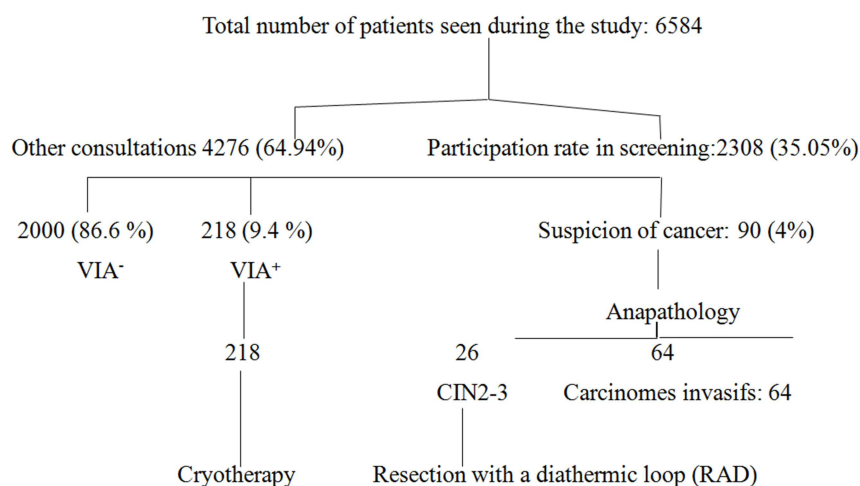 Total number of patients seen during the study: 6584
Other consultations 4276 (64.94%) Participation rate in screening:2308 (35.05%)
2000 (86.6 %) 218 (9.4 %) Suspicion of cancer: 90 (4%)
VIA- VIA+
Anapathology
218 26 64
CIN2-3 Carcinomes invasifs: 64
Cryotherapy Resection with a diathermic loop (RAD)